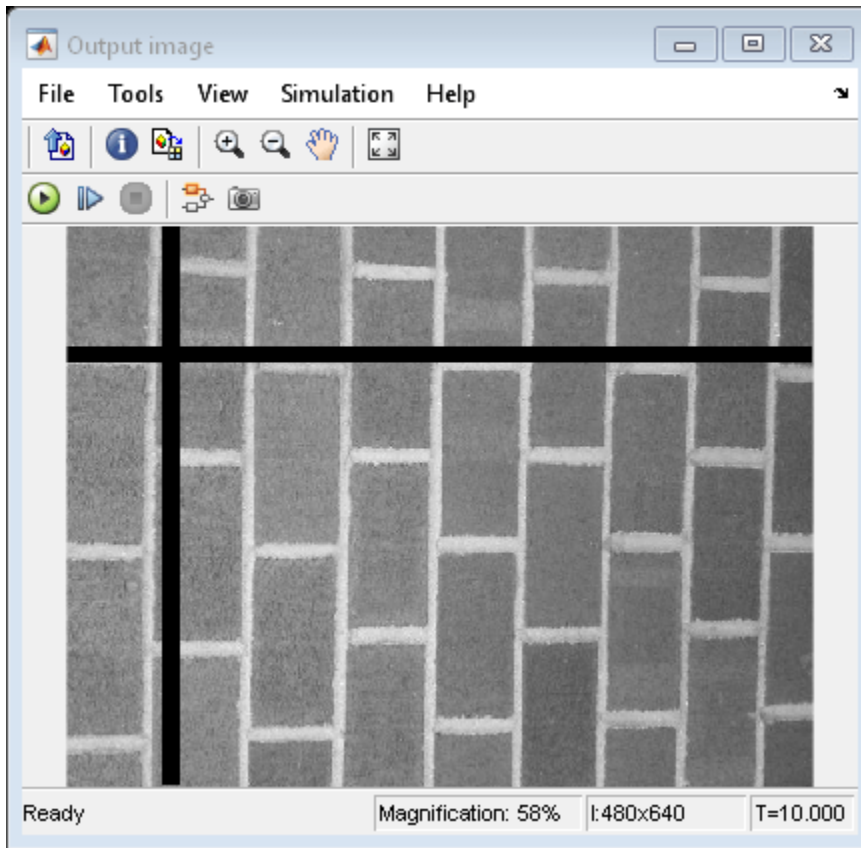 Output image
File Tools View Simulation Help
Ready Magnification: 58% I:480x640 T=10.000